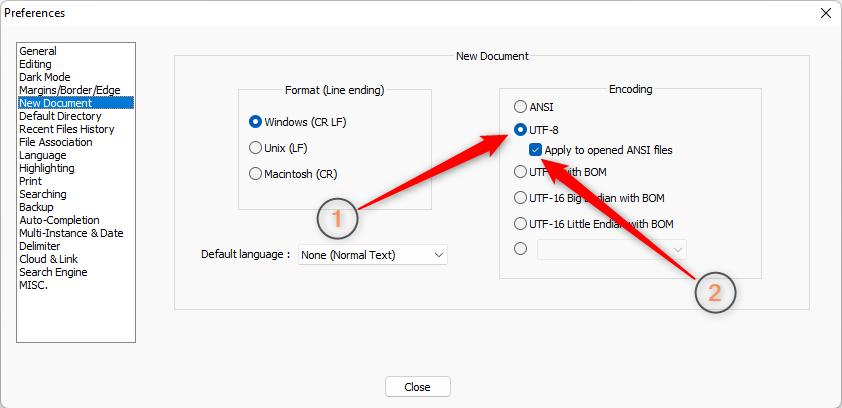 Preferences
General
Editing
Dark Mode
Margins/Border/Edge
New Document
Default Directory
Recent Files History
File Association
Language
Highlighting
Print
Searching
Backup
Auto-Completion
Multi-Instance & Date
Delimiter
Cloud & Link
Search Engine
MISC.
New Document
Format (Line ending)
Windows (CR LF)
Unix (LF)
Macintosh (CR)
Default language :
None (Normal Text)
Encoding
ANSI
UTF-8
Apply to opened ANSI files
with BOM
UTF-16 Big Endian with BOM
UTF-16 Little Endian with BOM
1
2
Close